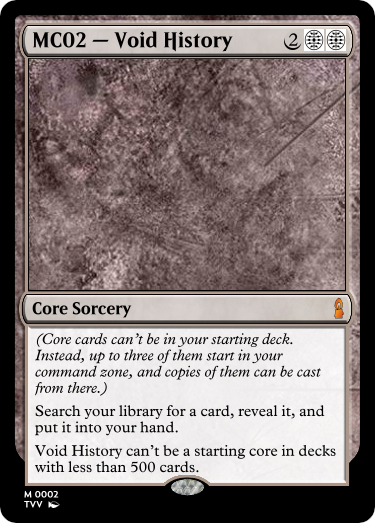 MC02 — Void History 2
Core Sorcery
(Core cards can't be in your starting deck.
Instead, up to three of them start in your
command zone, and copies of them can be cast
from there.)
Search your library for a card, reveal it, and
put it into your hand.
Void History can't be a starting core in decks
with less than 500 cards.
M 0002
TVV